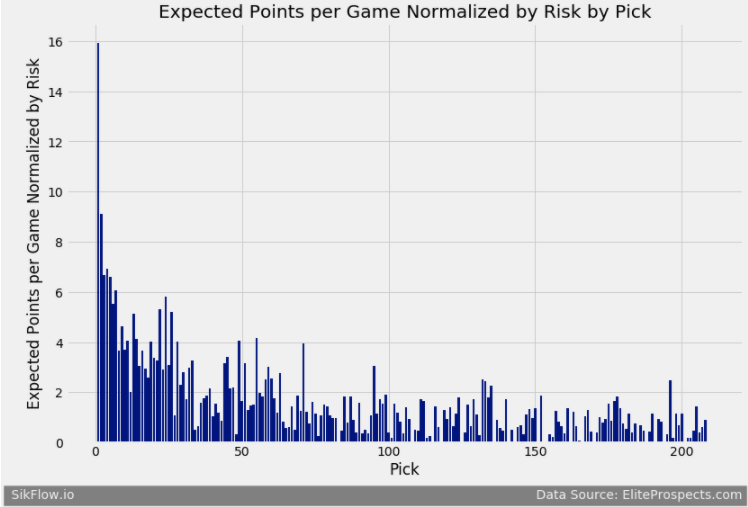 Expected Points per Game Normalized by Risk by Pick
Expected Points per Game Normalized by Risk
16
14
12
10
8
6
4
2
0
0 50 100 150 200
Pick
SikFlow.io Data Source: EliteProspects.com